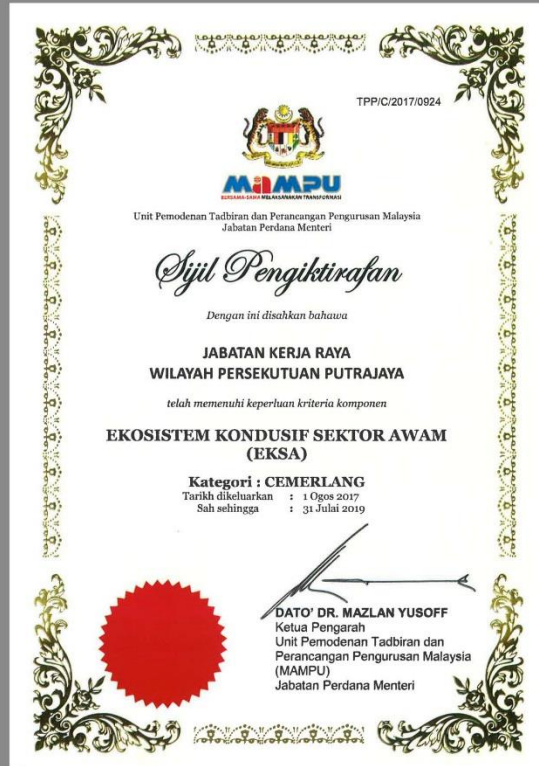 TPP/C/2017/0924
MAMPU
BERSAMA-SAMA MELAKSANAKAN TRANSFORMASI
Unit Pemodenan Tadbiran dan Perancangan Pengurusan Malaysia
Jabatan Perdana Menteri
Sijil Pengiktirafan
Dengan ini disahkan bahawa
JABATAN KERJA RAYA
WILAYAH PERSEKUTUAN PUTRAJAYA
telah memenuhi keperluan kriteria komponen
EKOSISTEM KONDUSIF SEKTOR AWAM
(EKSA)
Kategori : CEMERLANG
Tarikh dikeluarkan : 1 Ogos 2017
Sah sehingga : 31 Julai 2019
DATO' DR. MAZLAN YUSOFF
Ketua Pengarah
Unit Pemodenan Tadbiran dan
Perancangan Pengurusan Malaysia
(MAMPU)
Jabatan Perdana Menteri